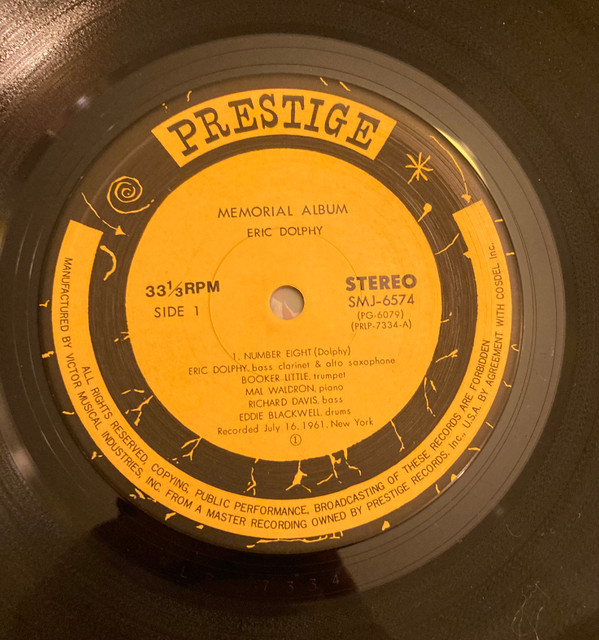 PRESTIGE
MEMORIAL ALBUM
ERIC DOLPHY
33⅓RPM
SIDE 1
STEREO
SMJ-6574
(PG-6079)
(PRLP-7334-A)
1. NUMBER EIGHT (Dolphy)
ERIC DOLPHY, bass clarinet & alto saxophone
BOOKER LITTLE, trumpet
MAL WALDRON, piano
RICHARD DAVIS, bass
EDDIE BLACKWELL, drums
Recorded July 16, 1961, New York
①
ALL RIGHTS RESERVED. COPYING, PUBLIC PERFORMANCE, BROADCASTING OF THESE RECORDS ARE FORBIDDEN
MANUFACTURED BY VICTOR MUSICAL INDUSTRIES, INC. FROM A MASTER RECORDING OWNED BY PRESTIGE RECORDS, Inc., U.S.A. BY AGREEMENT WITH COSDEL Inc.
7334